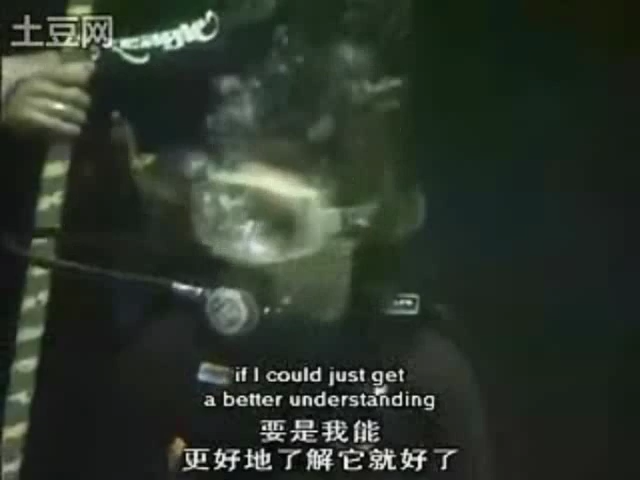 土豆网
if I could just get
a better understanding
要是我能
更好地了解它就好了